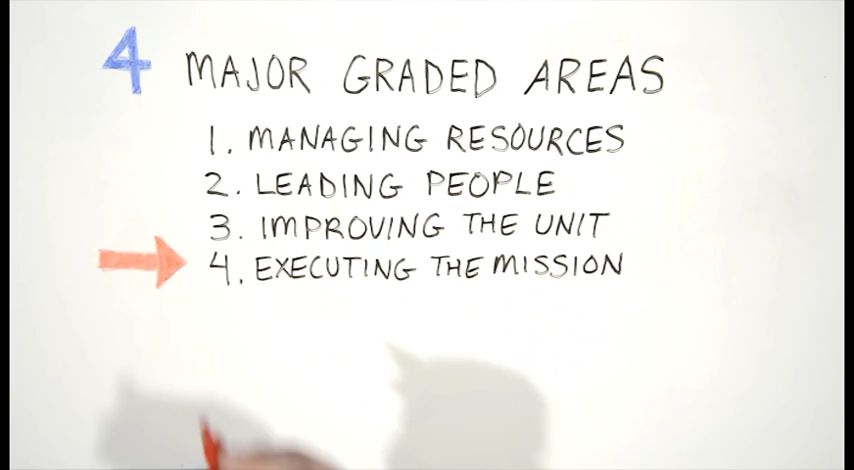 4 MAJOR GRADED AREAS
1. MANAGING RESOURCES
2. LEADING PEOPLE
3. IMPROVING THE UNIT
4. EXECUTING THE MISSION